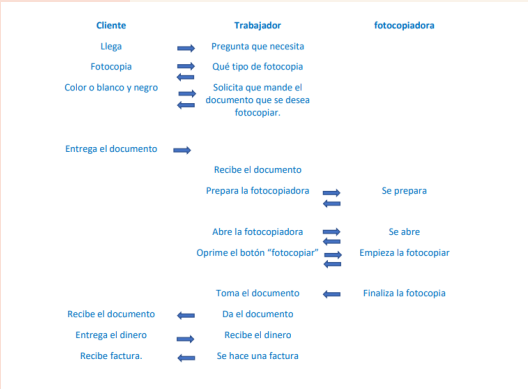 Cliente Trabajador fotocopiadora
Llega Pregunta que necesita
Fotocopia Qué tipo de fotocopia
Color o blanco y negro Solicita que mande el
documento que se desea
fotocopiar.
Entrega el documento
Recibe el documento
Prepara la fotocopiadora Se prepara
Abre la fotocopiadora Se abre
Oprime el botón “fotocopiar” Empieza la fotocopiar
Toma el documento Finaliza la fotocopia
Recibe el documento Da el documento
Entrega el dinero Recibe el dinero
Recibe factura. Se hace una factura